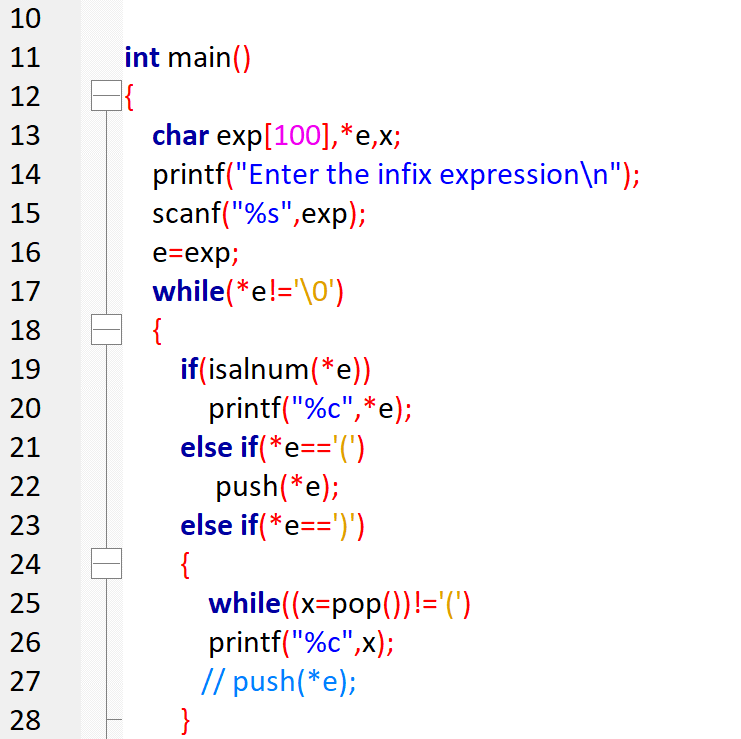 10
11 int main()
12 {
13 char exp[100],*e,x;
14 printf("Enter the infix expression\n");
15 scanf("%s",exp);
16 e=exp;
17 while(*e!='\0')
18 {
19 if(isalnum(*e))
20 printf("%c",*e);
21 else if(*e=='(')
22 push(*e);
23 else if(*e==')')
24 {
25 while((x=pop())!='(')
26 printf("%c",x);
27 // push(*e);
28 }